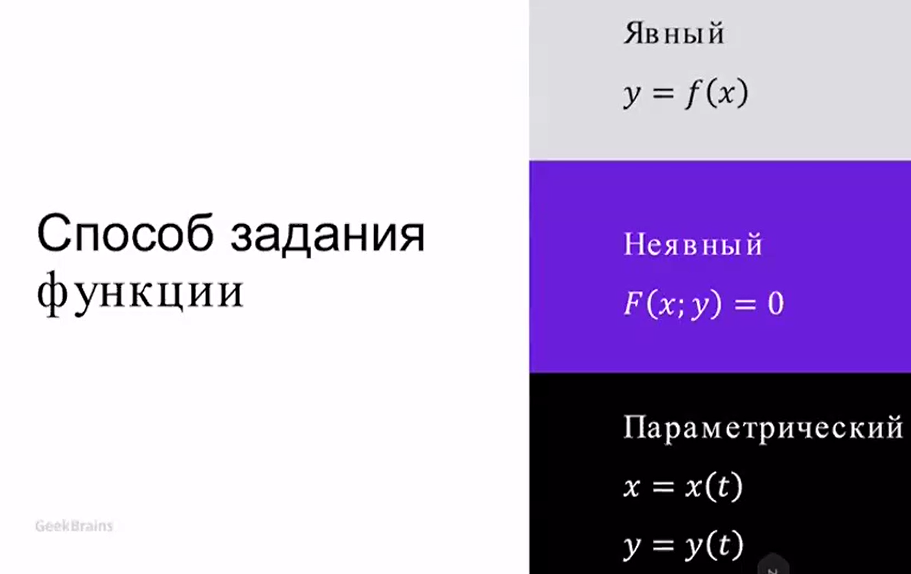 Способ задания
функции
Явный
y = f(x)
Неявный
F(x; y) = 0
Параметрический
x = x(t)
y = y(t)
GeekBrains